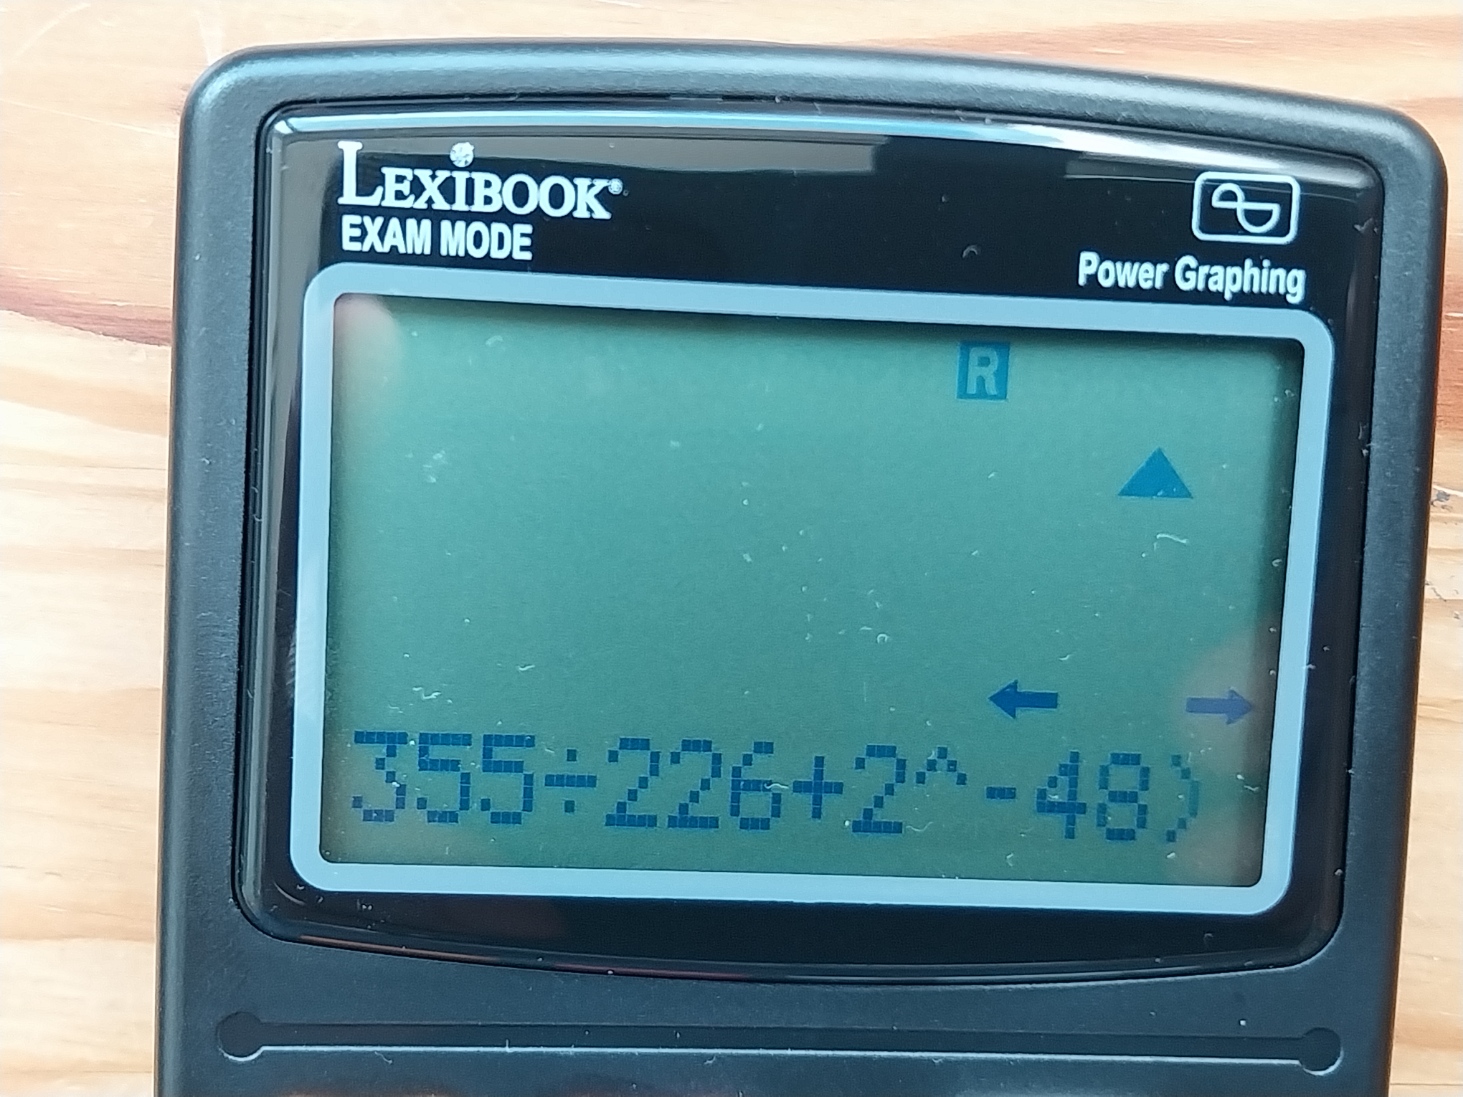 LEXIBOOK®
EXAM MODE
Power Graphing
R
355÷226+2^-48)